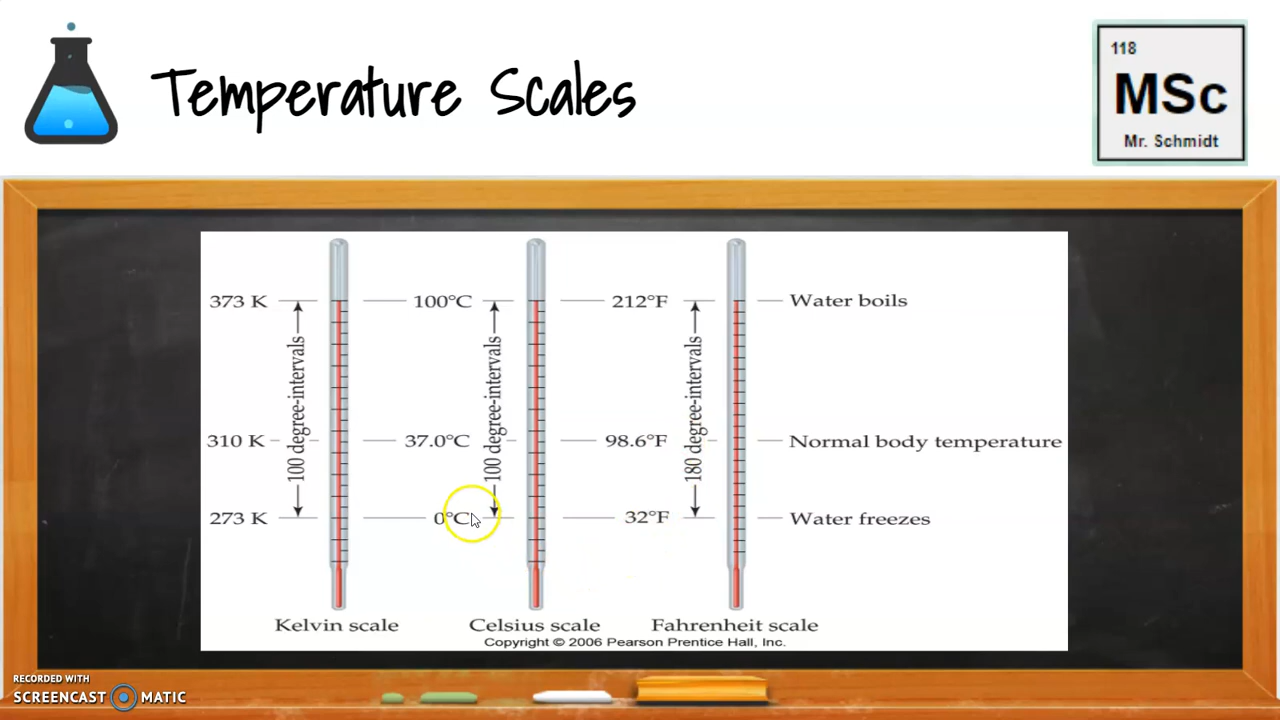 Temperature Scales
118
MSc
Mr. Schmidt
373 K 100°C 212°F Water boils
100 degree-intervals
100 degree-intervals
180 degree-intervals
310 K 37.0°C 98.6°F Normal body temperature
273 K 0°C 32°F Water freezes
Kelvin scale Celsius scale Fahrenheit scale
Copyright © 2006 Pearson Prentice Hall, Inc.
RECORDED WITH
SCREENCAST MATIC